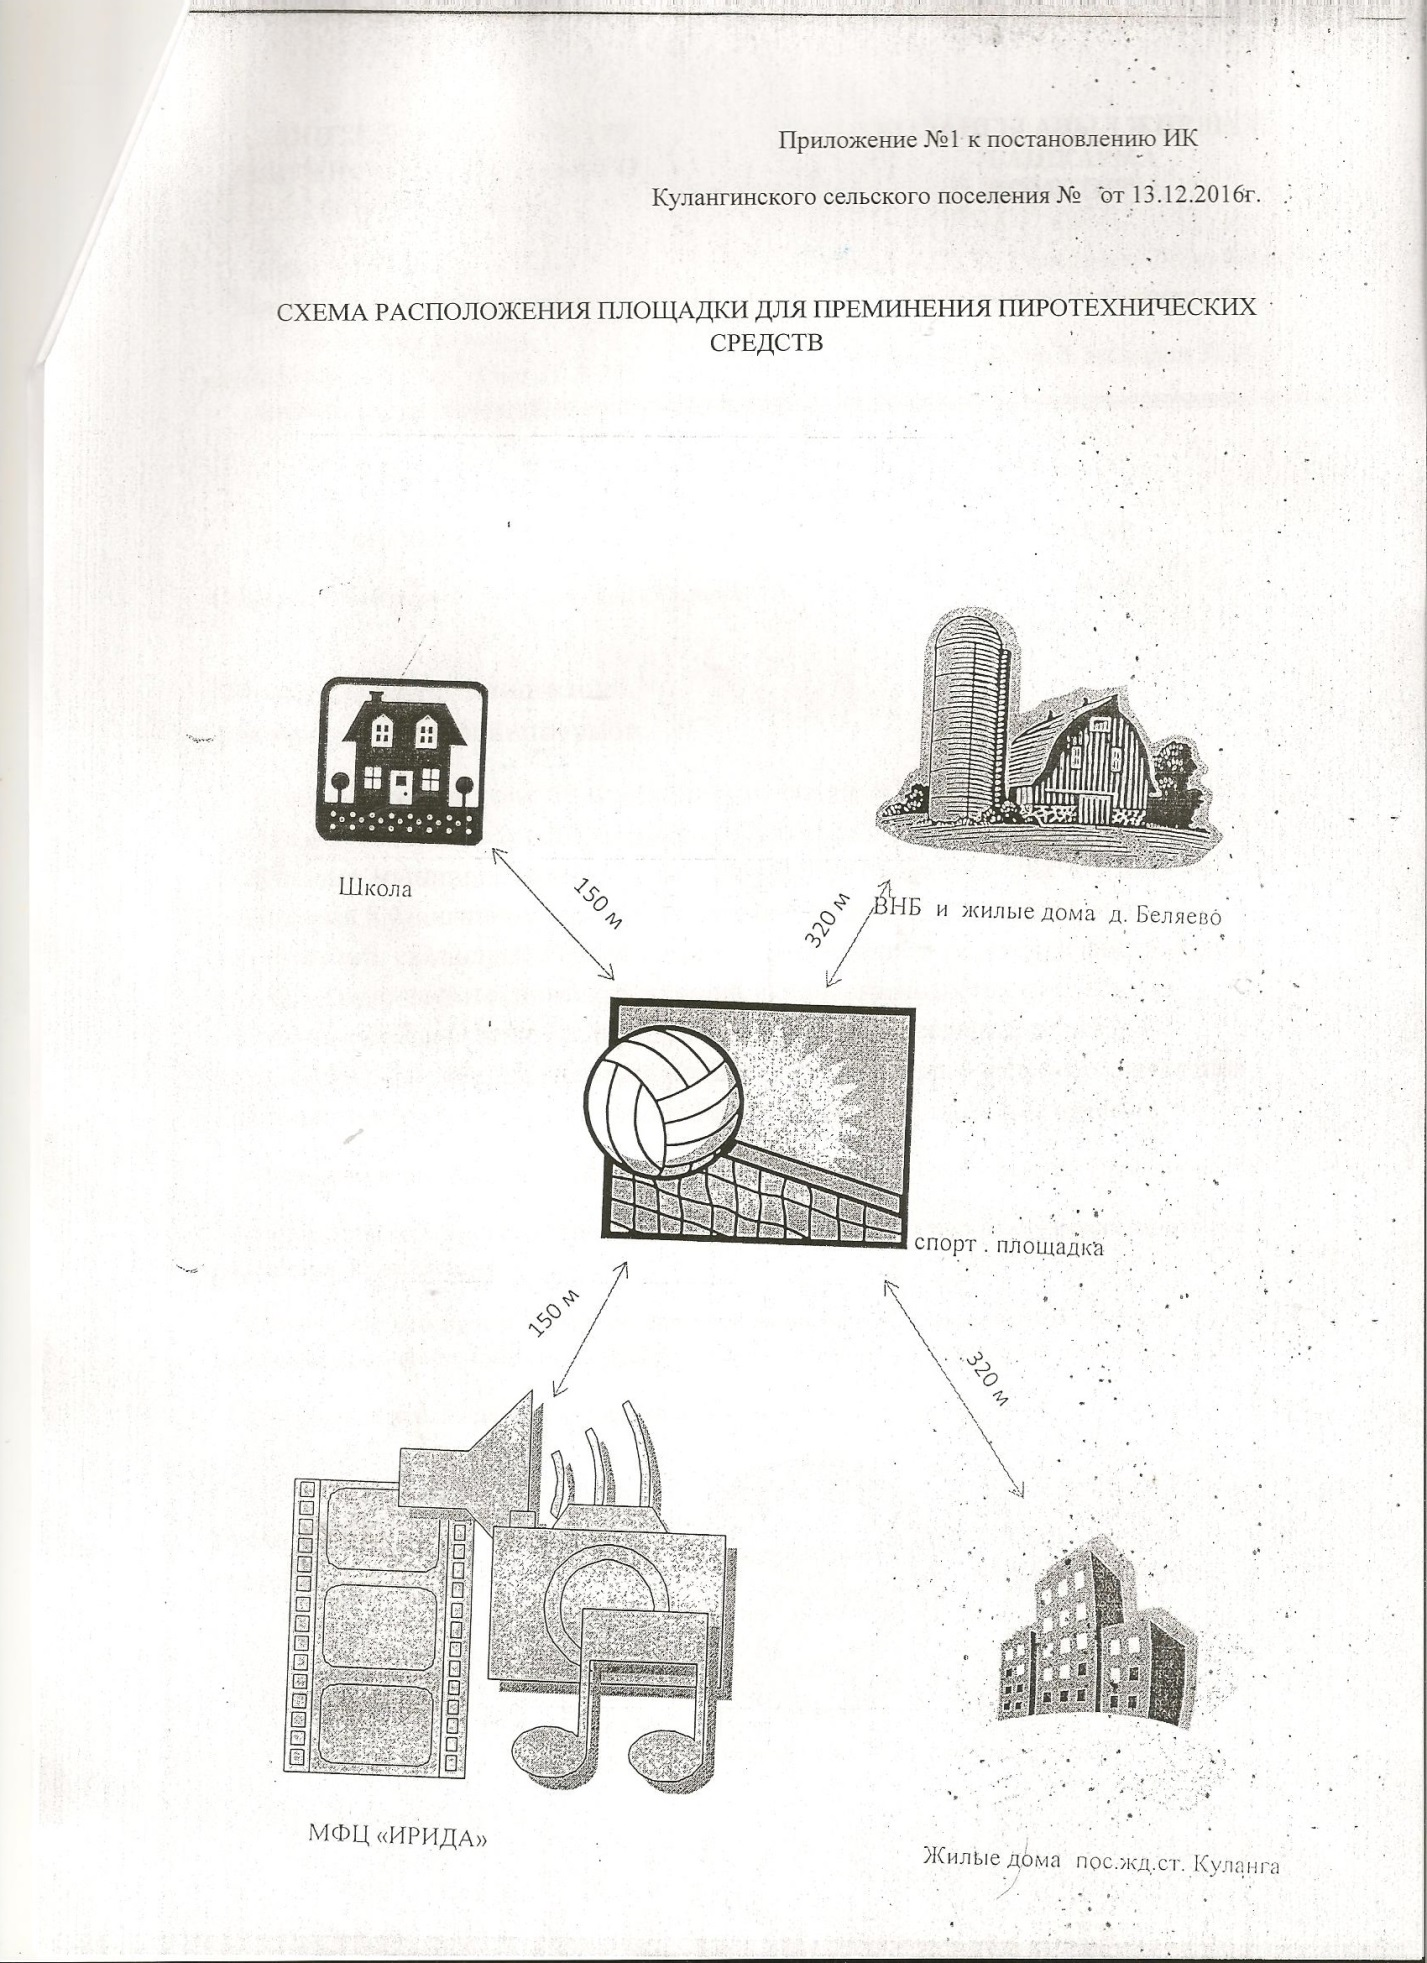 Приложение №1 к постановлению ИК
Кулангинского сельского поселения № от 13.12.2016г.
СХЕМА РАСПОЛОЖЕНИЯ ПЛОЩАДКИ ДЛЯ ПРЕМИНЕНИЯ ПИРОТЕХНИЧЕСКИХ
СРЕДСТВ
Школа
150 м
320 м
ВНБ и жилые дома д. Беляево
спорт . площадка
150 м
320 м
МФЦ «ИРИДА»
Жилые дома пос.жд.ст. Куланга